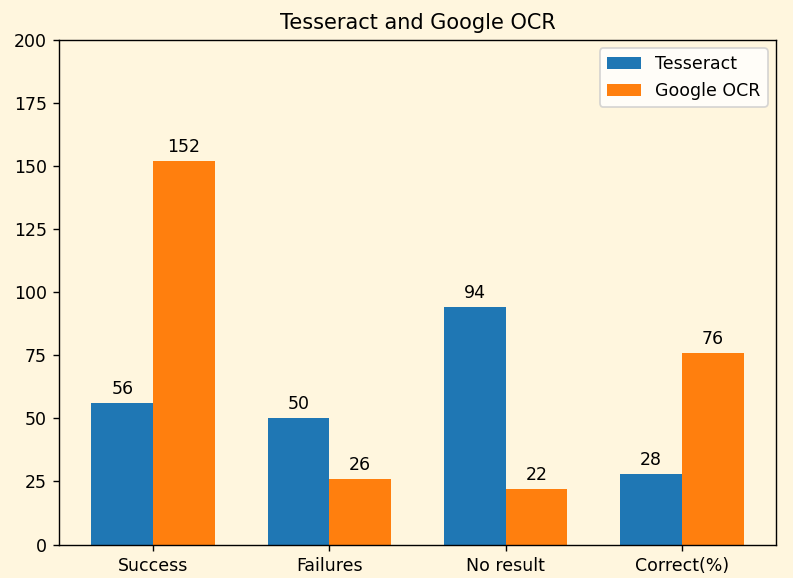 Tesseract and Google OCR
200
175
150
125
100
75
50
25
0
Tesseract
Google OCR
56
152
50
26
94
22
28
76
Success
Failures
No result
Correct(%)